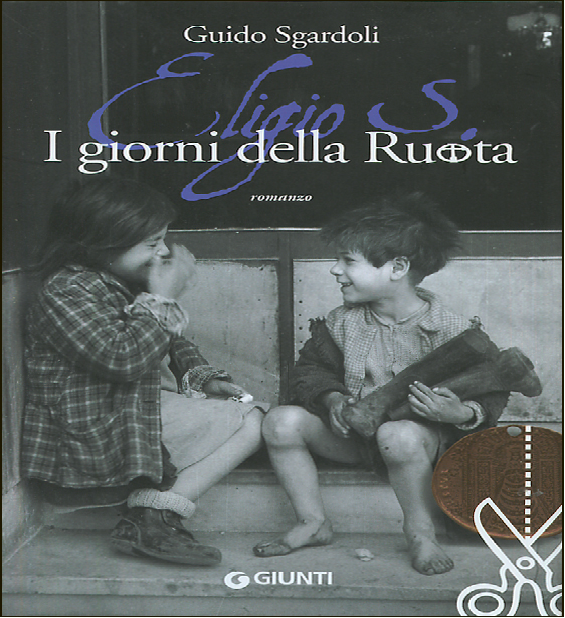 Guido Sgardoli
Eligio S.
I giorni della Ruota
romanzo
GIUNTI